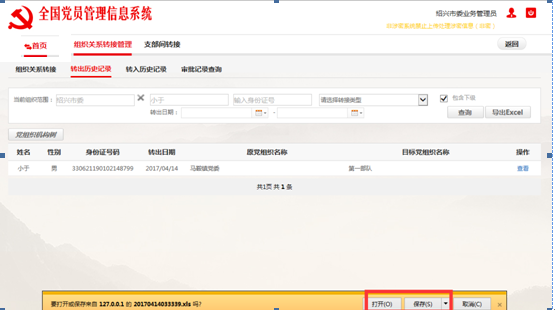 全国党员管理信息系统
绍兴市委业务管理员
首页 组织关系转接管理 支部间转接 返回
组织关系转接 转出历史记录 转入历史记录 审批记录查询
当前组织范围: 绍兴市委 小于 输入身份证号 请选择转接类型 包含下级
转出日期: - 查询 导出Excel
党组织机构树
姓名 性别 身份证号码 转出日期 原党组织名称 目标党组织名称 操作
小于 男 330621190102148799 2017/04/14 马鞍镇党委 第一部队 查看
共1页 共 1 条
要打开或保存来自 127.0.0.1 的 20170414033339.xls 吗? 打开(O) 保存(S) 取消(C) ×